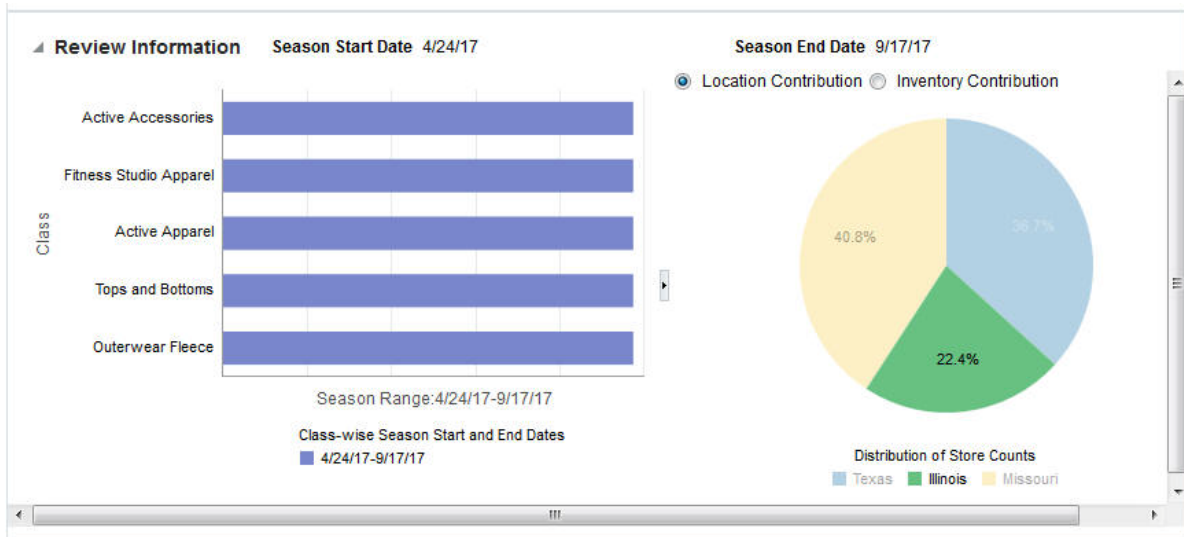 Review Information
Season Start Date 4/24/17
Season End Date 9/17/17
Location Contribution
Inventory Contribution
Class
Active Accessories
Fitness Studio Apparel
Active Apparel
Tops and Bottoms
Outerwear Fleece
Season Range:4/24/17-9/17/17
Class-wise Season Start and End Dates
4/24/17-9/17/17
36.7%
40.8%
22.4%
Distribution of Store Counts
Texas
Illinois
Missouri